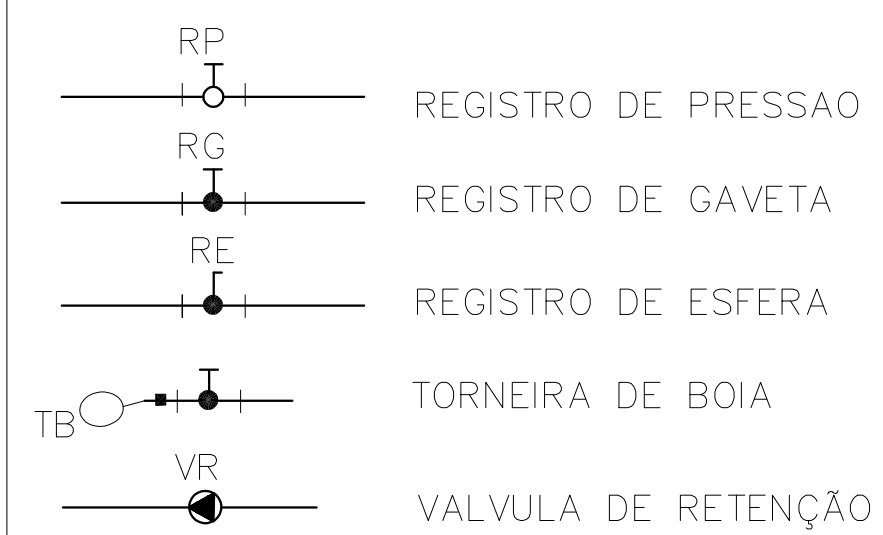 RP
REGISTRO DE PRESSAO
RG
REGISTRO DE GAVETA
RE
REGISTRO DE ESFERA
TB
TORNEIRA DE BOIA
VR
VALVULA DE RETENÇÃO